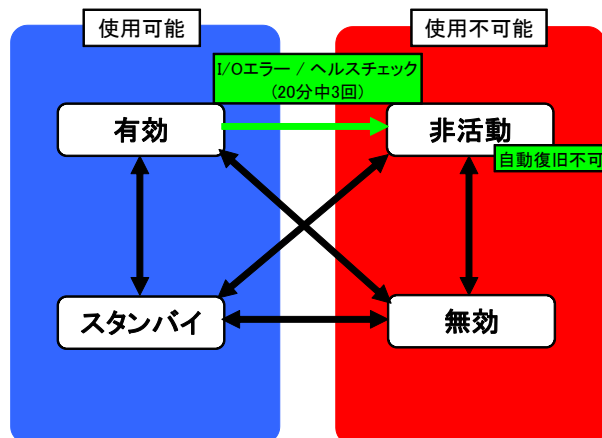 使用可能
使用不可能
I/Oエラー / ヘルスチェック
(20分中3回)
有効
非活動
自動復旧不可
スタンバイ
無効